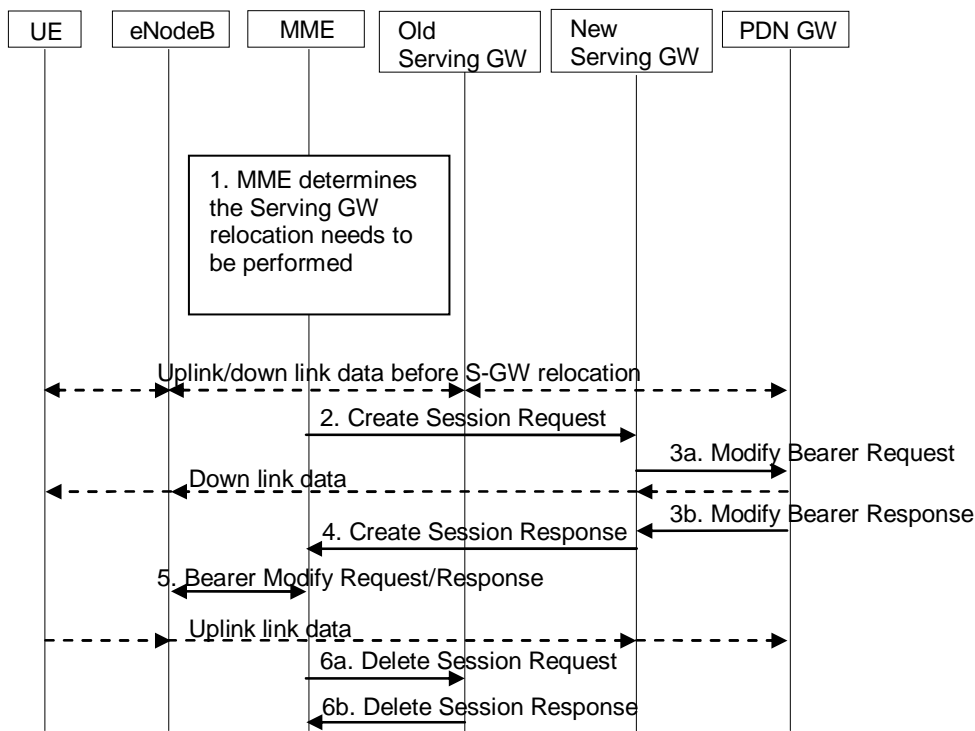 UE
eNodeB
MME
Old
Serving GW
New
Serving GW
PDN GW
1. MME determines
the Serving GW
relocation needs to
be performed
Uplink/down link data before S-GW relocation
2. Create Session Request
3a. Modify Bearer Request
Down link data
3b. Modify Bearer Response
4. Create Session Response
5. Bearer Modify Request/Response
Uplink link data
6a. Delete Session Request
6b. Delete Session Response